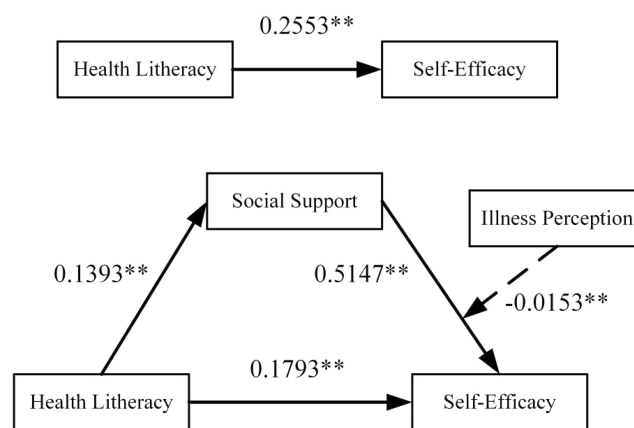 0.2553**
Health Litheracy
Self-Efficacy
Social Support
Illness Perception
0.1393**
0.5147**
-0.0153**
0.1793**
Health Litheracy
Self-Efficacy